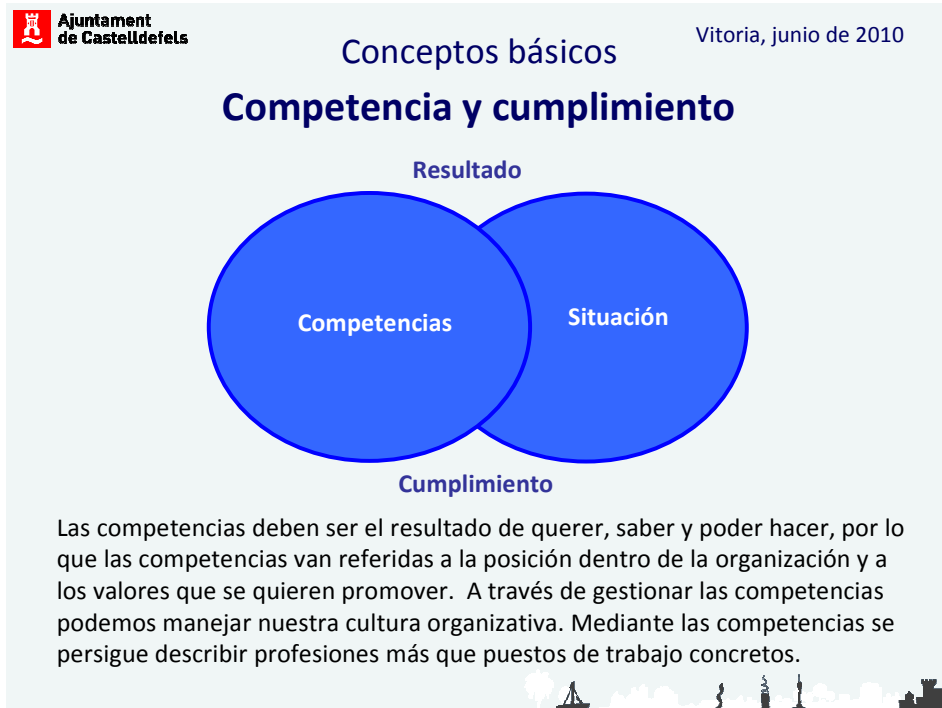 Ajuntament
de Castelldefels
Vitoria, junio de 2010
Conceptos básicos
Competencia y cumplimiento
Resultado
Competencias
Situación
Cumplimiento
Las competencias deben ser el resultado de querer, saber y poder hacer, por lo
que las competencias van referidas a la posición dentro de la organización y a
los valores que se quieren promover.  A través de gestionar las competencias
podemos manejar nuestra cultura organizativa. Mediante las competencias se
persigue describir profesiones más que puestos de trabajo concretos.